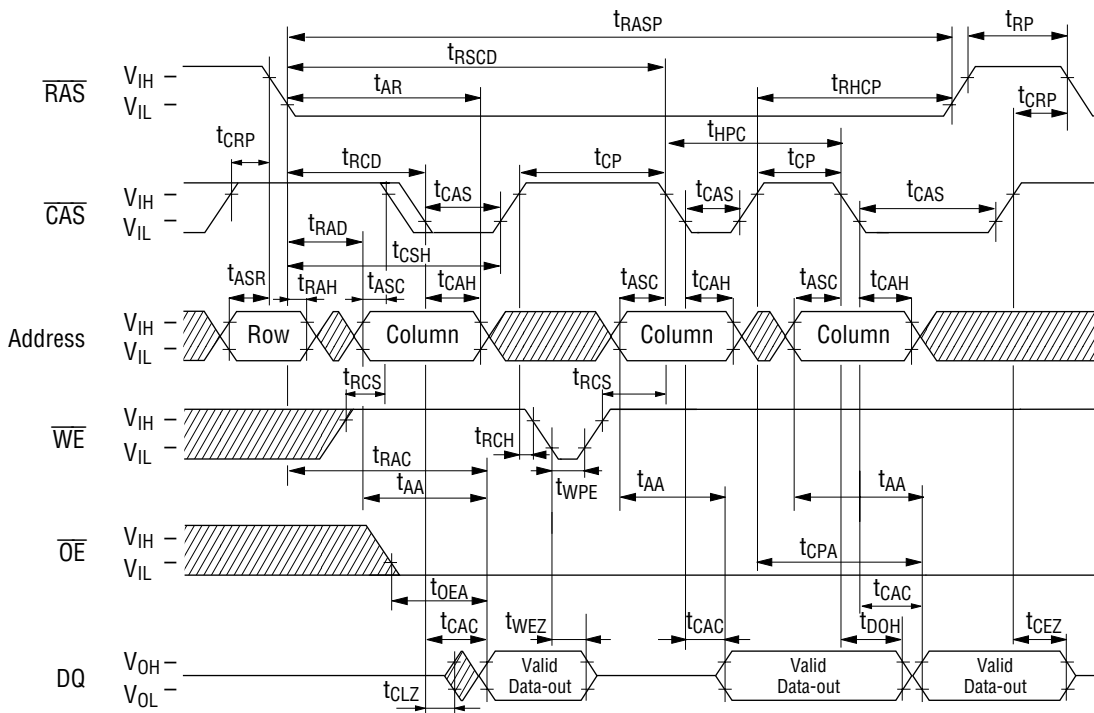 tRASP
tRP
tRSCD
RAS
VIH
VIL
tAR
tRHCP
tCRP
tCRP
tRCD
tHPC
tCP
tCP
CAS
VIH
VIL
tCAS
tCAS
tCAS
tRAD
tCSH
tASR
tRAH
tASC
tCAH
tASC
tCAH
tASC
tCAH
Address
VIH
VIL
Row
Column
Column
Column
tRCS
tRCS
WE
VIH
VIL
tRCH
tRAC
tWPE
tAA
tAA
tAA
OE
VIH
VIL
tCPA
tOEA
tCAC
tCAC
tWEZ
tCAC
tDOH
tCEZ
DQ
VOH
VOL
Valid
Data-out
Valid
Data-out
Valid
Data-out
tCLZ